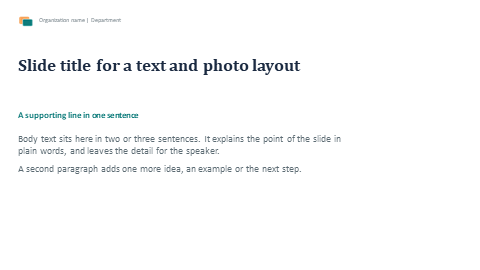 Organization name | Department
Slide title for a text and photo layout
A supporting line in one sentence
Body text sits here in two or three sentences. It explains the point of the slide in
plain words, and leaves the detail for the speaker.
A second paragraph adds one more idea, an example or the next step.